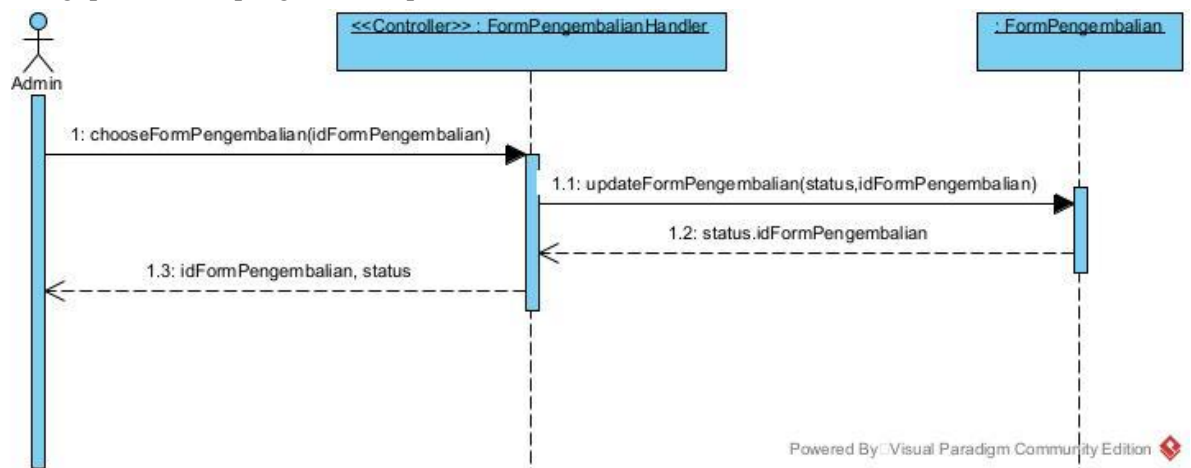 <<Controller>> : FormPengembalianHandler
: FormPengembalian
Admin
1: chooseFormPengembalian(idFormPengembalian)
1.1: updateFormPengembalian(status,idFormPengembalian)
1.2: status.idFormPengembalian
1.3: idFormPengembalian, status
Powered By Visual Paradigm Community Edition